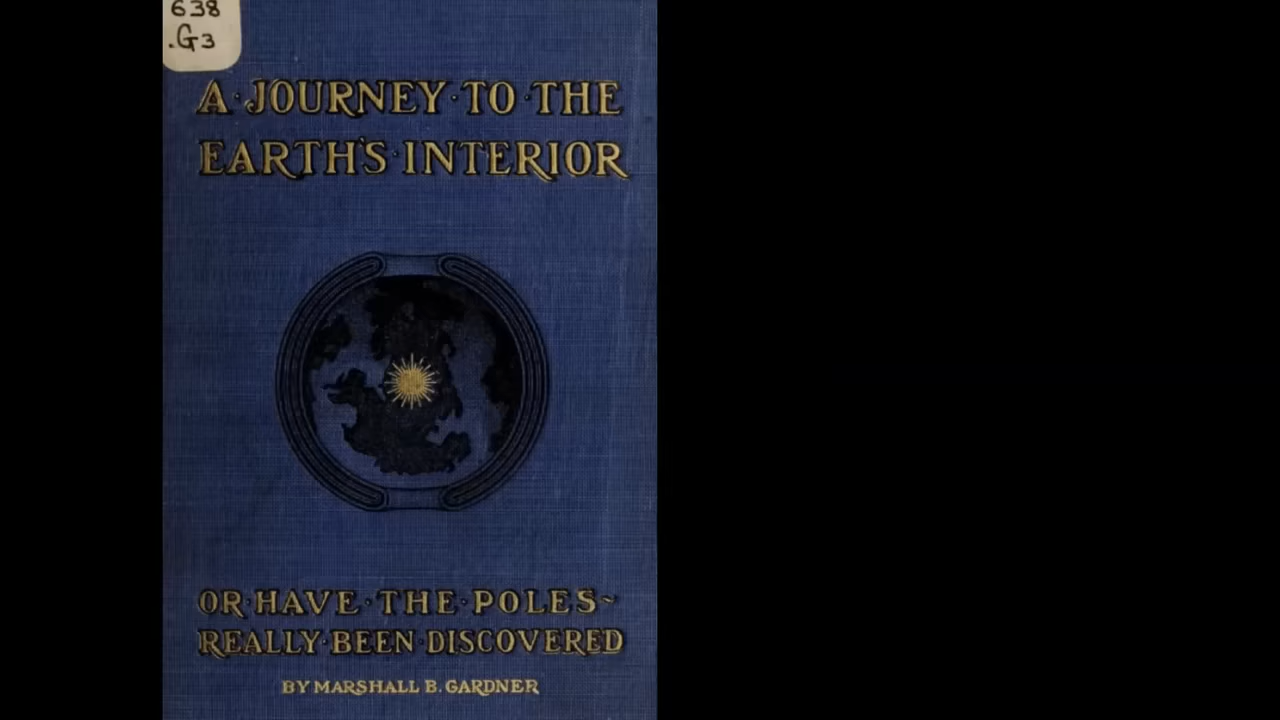 638
.G3
A·JOURNEY·TO·THE
EARTH'S·INTERIOR
OR·HAVE·THE·POLES~
REALLY·BEEN·DISCOVERED
BY MARSHALL B. GARDNER